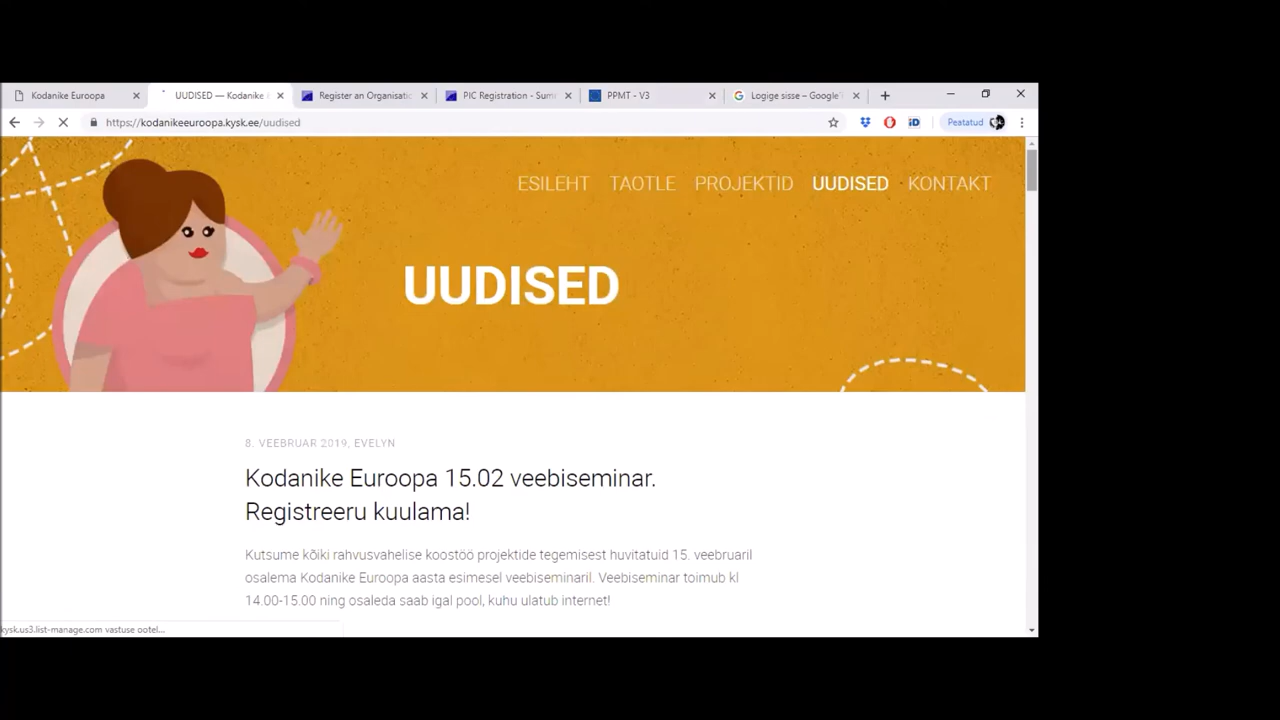 Kodanike Euroopa
UUDISED — Kodanike
Register an Organisatio
PIC Registration - Sum
PPMT - V3
Logige sisse – Google'
https://kodanikeeuroopa.kysk.ee/uudised
iD
Peatatud
ESILEHT TAOTLE PROJEKTID UUDISED KONTAKT
UUDISED
8. VEEBRUAR 2019, EVELYN
Kodanike Euroopa 15.02 veebiseminar.
Registreeru kuulama!
Kutsume kõiki rahvusvahelise koostöö projektide tegemisest huvitatuid 15. veebruaril
osalema Kodanike Euroopa aasta esimesel veebiseminaril. Veebiseminar toimub kl
14.00-15.00 ning osaleda saab igal pool, kuhu ulatub internet!
kysk.us3.list-manage.com vastuse ootel...